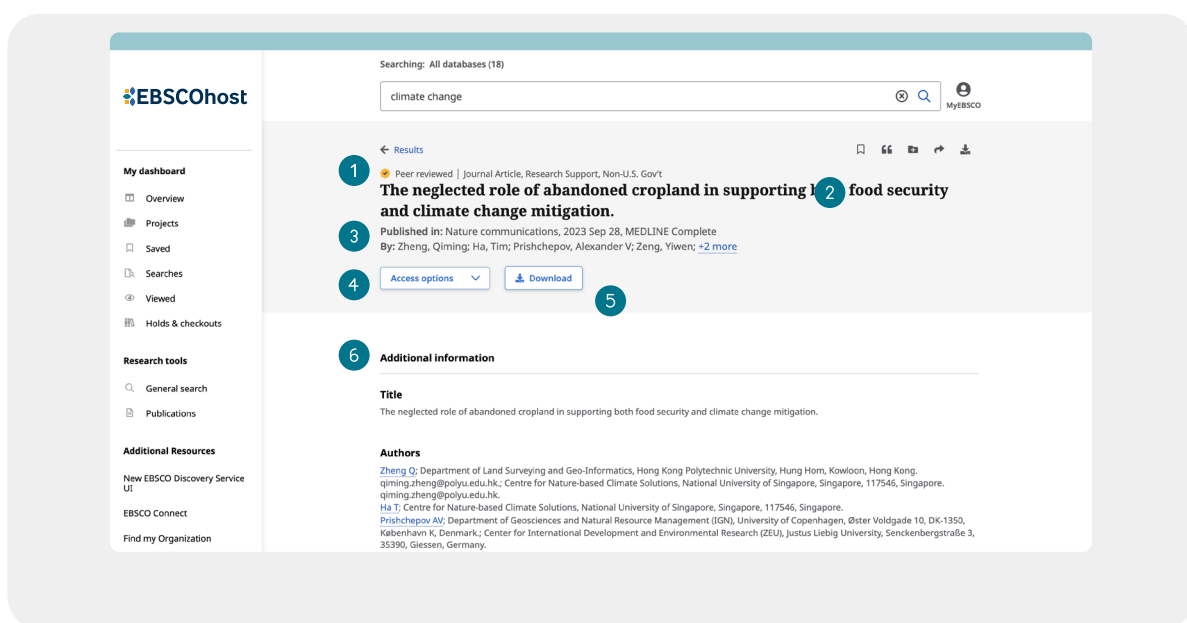 Searching: All databases (18)
EBSCOhost
climate change
MyEBSCO
My dashboard
Overview
Projects
Saved
Searches
Viewed
Holds & checkouts
Research tools
General search
Publications
Additional Resources
New EBSCO Discovery Service
UI
EBSCO Connect
Find my Organization
Results
1
Peer reviewed | Journal Article, Research Support, Non-U.S. Gov't
The neglected role of abandoned cropland in supporting 2 food security
and climate change mitigation.
3
Published in: Nature communications, 2023 Sep 28, MEDLINE Complete
By: Zheng, Qiming; Ha, Tim; Prishchepov, Alexander V; Zeng, Yiwen; +2 more
4
Access options
Download
5
6
Additional information
Title
The neglected role of abandoned cropland in supporting both food security and climate change mitigation.
Authors
Zheng Q; Department of Land Surveying and Geo-Informatics, Hong Kong Polytechnic University, Hung Hom, Kowloon, Hong Kong.
qiming.zheng@polyu.edu.hk.; Centre for Nature-based Climate Solutions, National University of Singapore, Singapore, 117546, Singapore.
qiming.zheng@polyu.edu.hk.
Ha T; Centre for Nature-based Climate Solutions, National University of Singapore, Singapore, 117546, Singapore.
Prishchepov AV; Department of Geosciences and Natural Resource Management (IGN), University of Copenhagen, Øster Voldgade 10, DK-1350,
København K, Denmark.; Center for International Development and Environmental Research (ZEU), Justus Liebig University, Senckenbergstraße 3,
35390, Giessen, Germany.